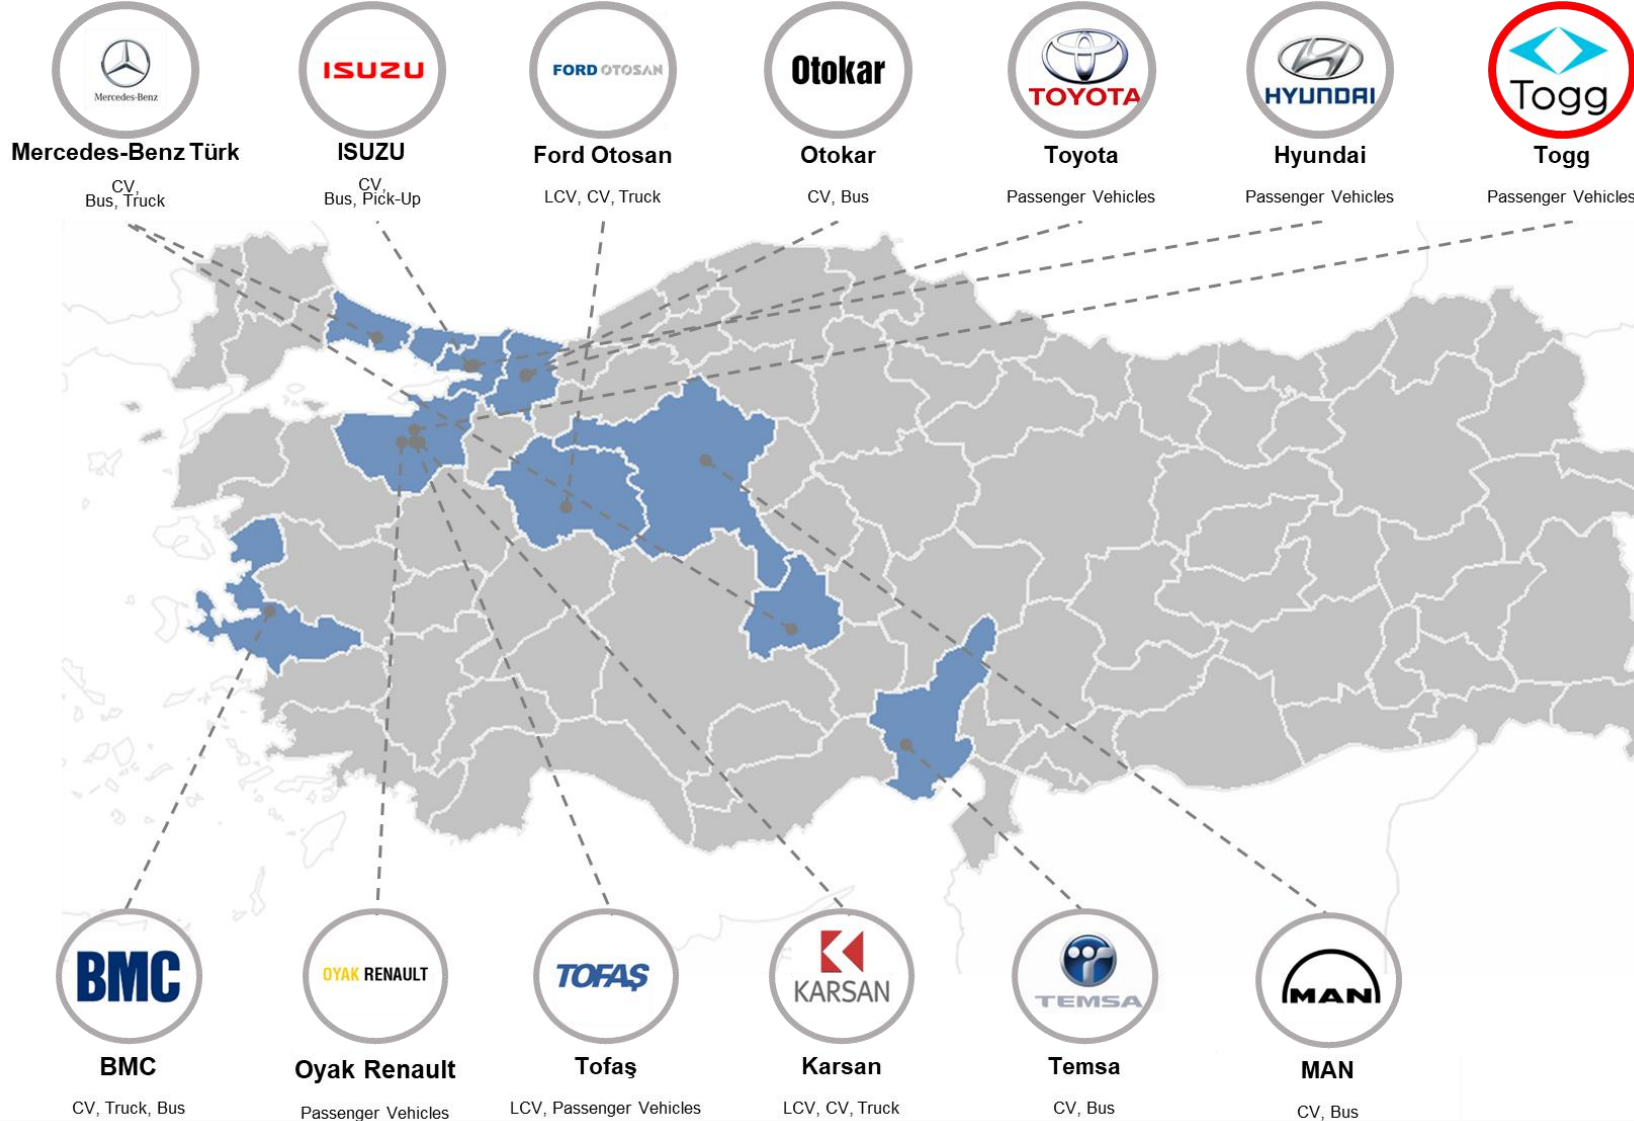 Mercedes-Benz
ISUZU
FORD OTOSAN
Otokar
TOYOTA
HYUNDAI
Togg
Mercedes-Benz Türk
ISUZU
Ford Otosan
Otokar
Toyota
Hyundai
Togg
CV,
Bus, Truck
CV,
Bus, Pick-Up
LCV, CV, Truck
CV, Bus
Passenger Vehicles
Passenger Vehicles
Passenger Vehicles
BMC
OYAK RENAULT
TOFAŞ
KARSAN
TEMSA
MAN
BMC
Oyak Renault
Tofaş
Karsan
Temsa
MAN
CV, Truck, Bus
Passenger Vehicles
LCV, Passenger Vehicles
LCV, CV, Truck
CV, Bus
CV, Bus